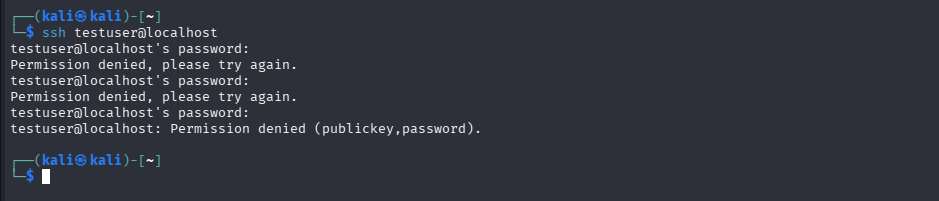 ┌──(kali㉿kali)-[~]
└─$ ssh testuser@localhost
testuser@localhost's password:
Permission denied, please try again.
testuser@localhost's password:
Permission denied, please try again.
testuser@localhost's password:
testuser@localhost: Permission denied (publickey,password).
┌──(kali㉿kali)-[~]
└─$